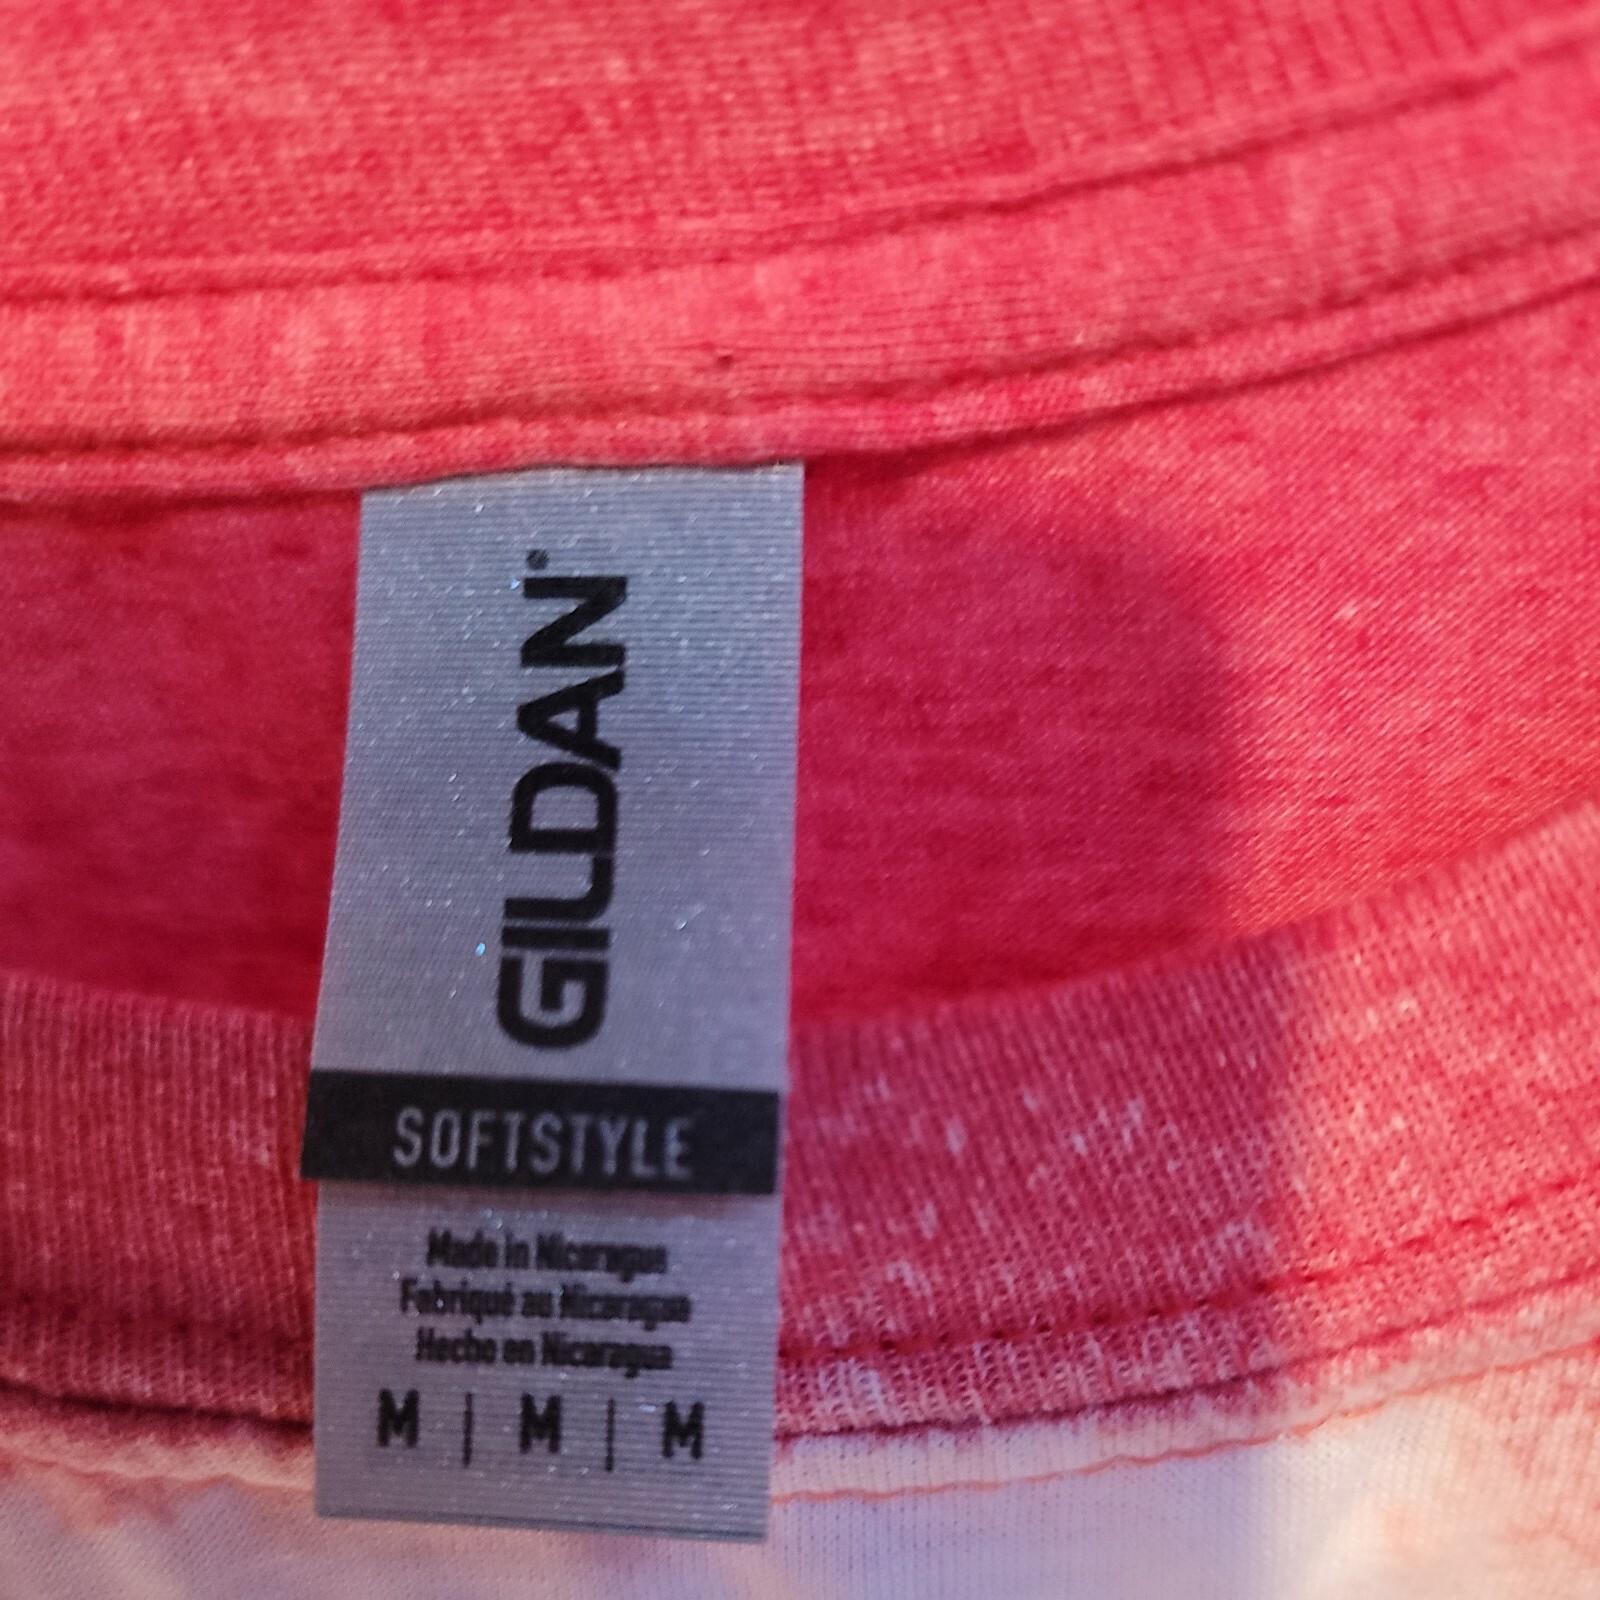 GILDAN
SOFTSTYLE
Made in Nicaragua
Fabriqué au Nicaragua
Hecho en Nicaragua
M | M | M